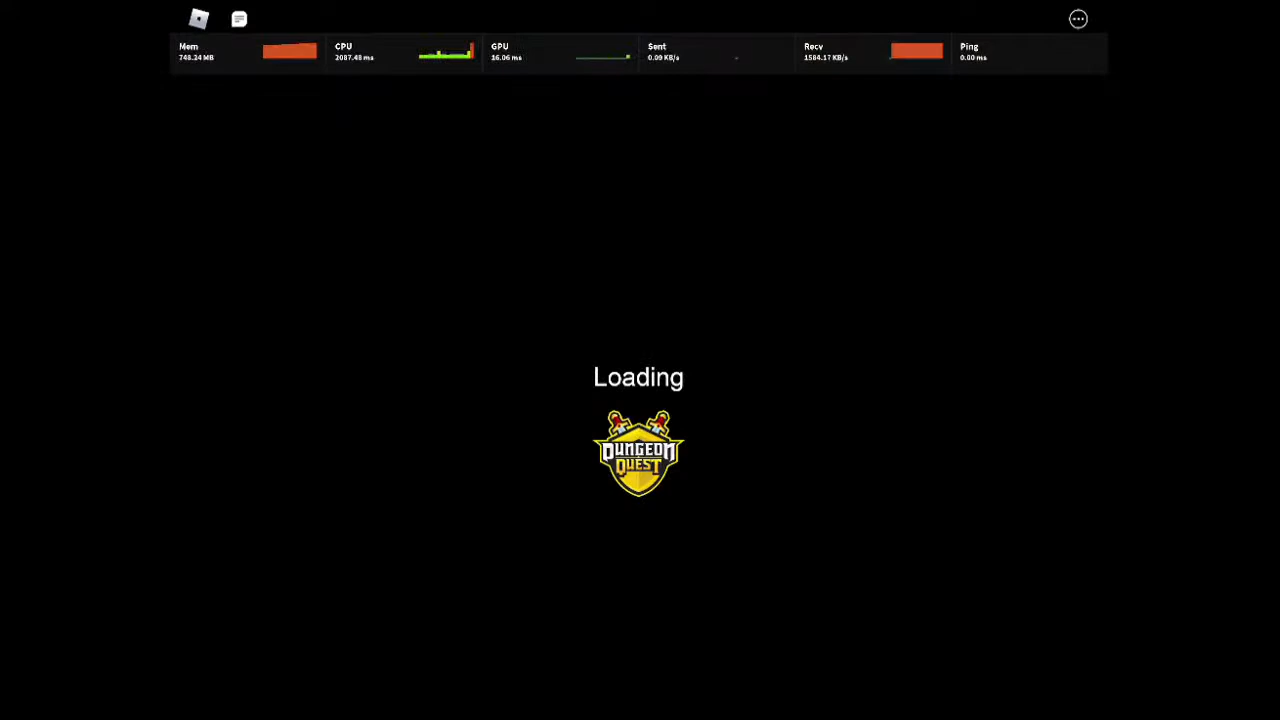 Mem
748.24 MB
CPU
2087.48 ms
GPU
16.06 ms
Sent
0.09 KB/s
Recv
1584.17 KB/s
Ping
0.00 ms
Loading
DUNGEON
QUEST